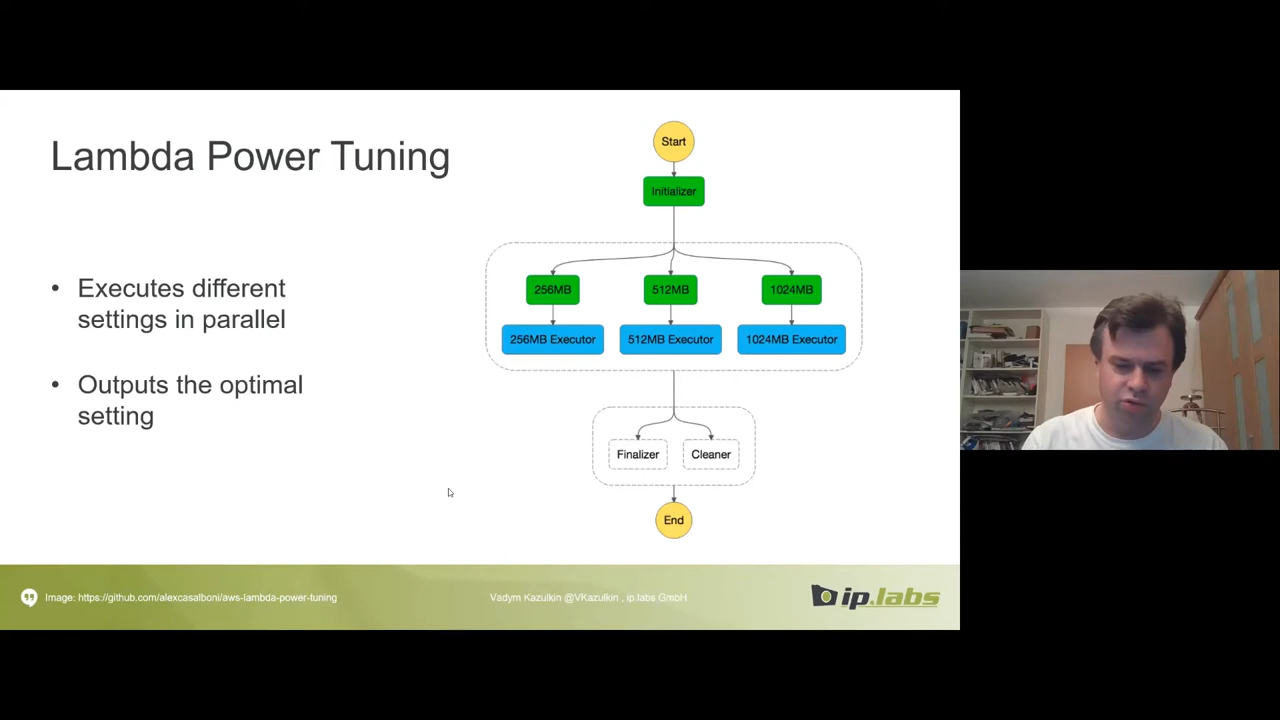 Lambda Power Tuning
• Executes different
settings in parallel
• Outputs the optimal
setting
Start
Initializer
256MB
512MB
1024MB
256MB Executor
512MB Executor
1024MB Executor
Finalizer
Cleaner
End
Image: https://github.com/alexcasalboni/aws-lambda-power-tuning
Vadym Kazulkin @VKazulkin , ip.labs GmbH
ip.labs